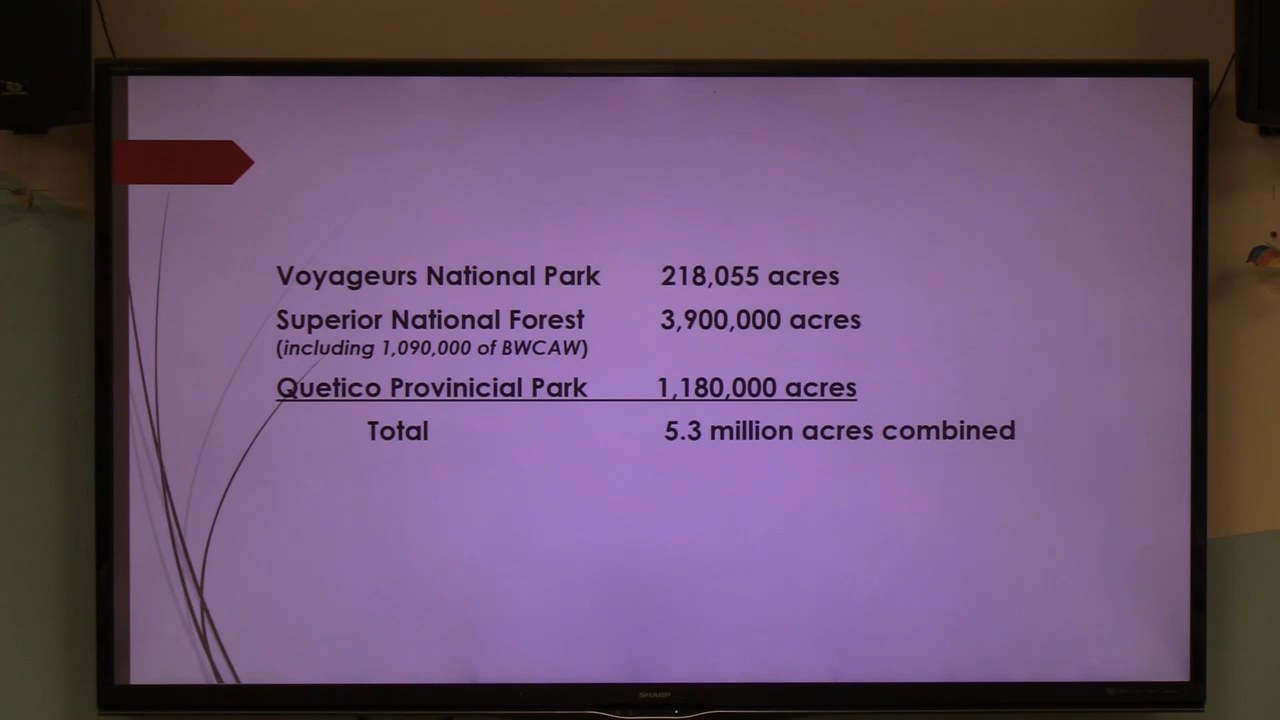 Voyageurs National Park 218,055 acres
Superior National Forest 3,900,000 acres
(including 1,090,000 of BWCAW)
Quetico Provinicial Park 1,180,000 acres
Total 5.3 million acres combined
SHARP